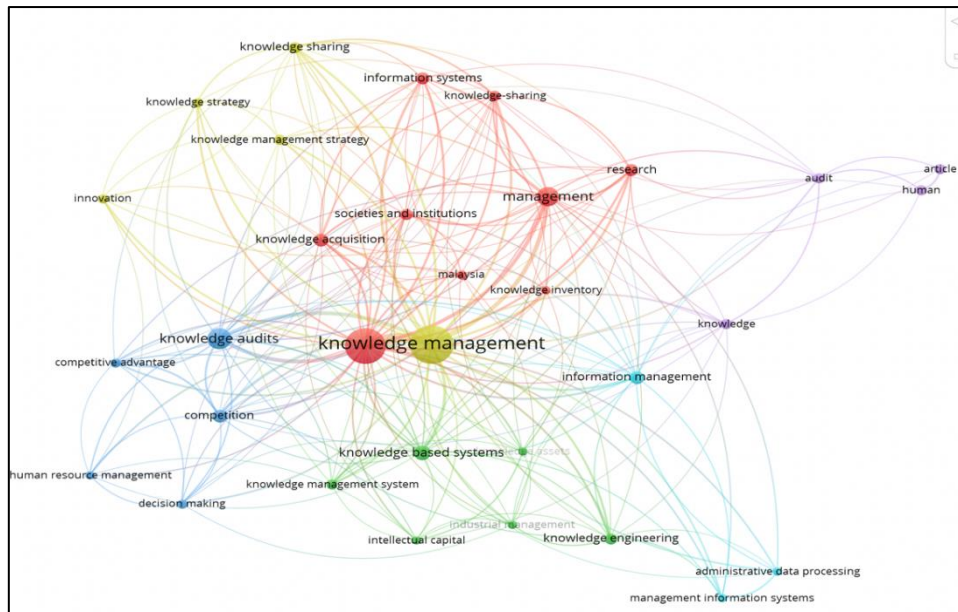 knowledge sharing
information systems
knowledge-sharing
knowledge strategy
knowledge management strategy
research
article
audit
human
innovation
management
societies and institutions
knowledge acquisition
malaysia
knowledge inventory
knowledge
knowledge audits
knowledge management
competitive advantage
information management
competition
knowledge based systems
assets
human resource management
knowledge management system
decision making
industrial management
intellectual capital
knowledge engineering
administrative data processing
management information systems